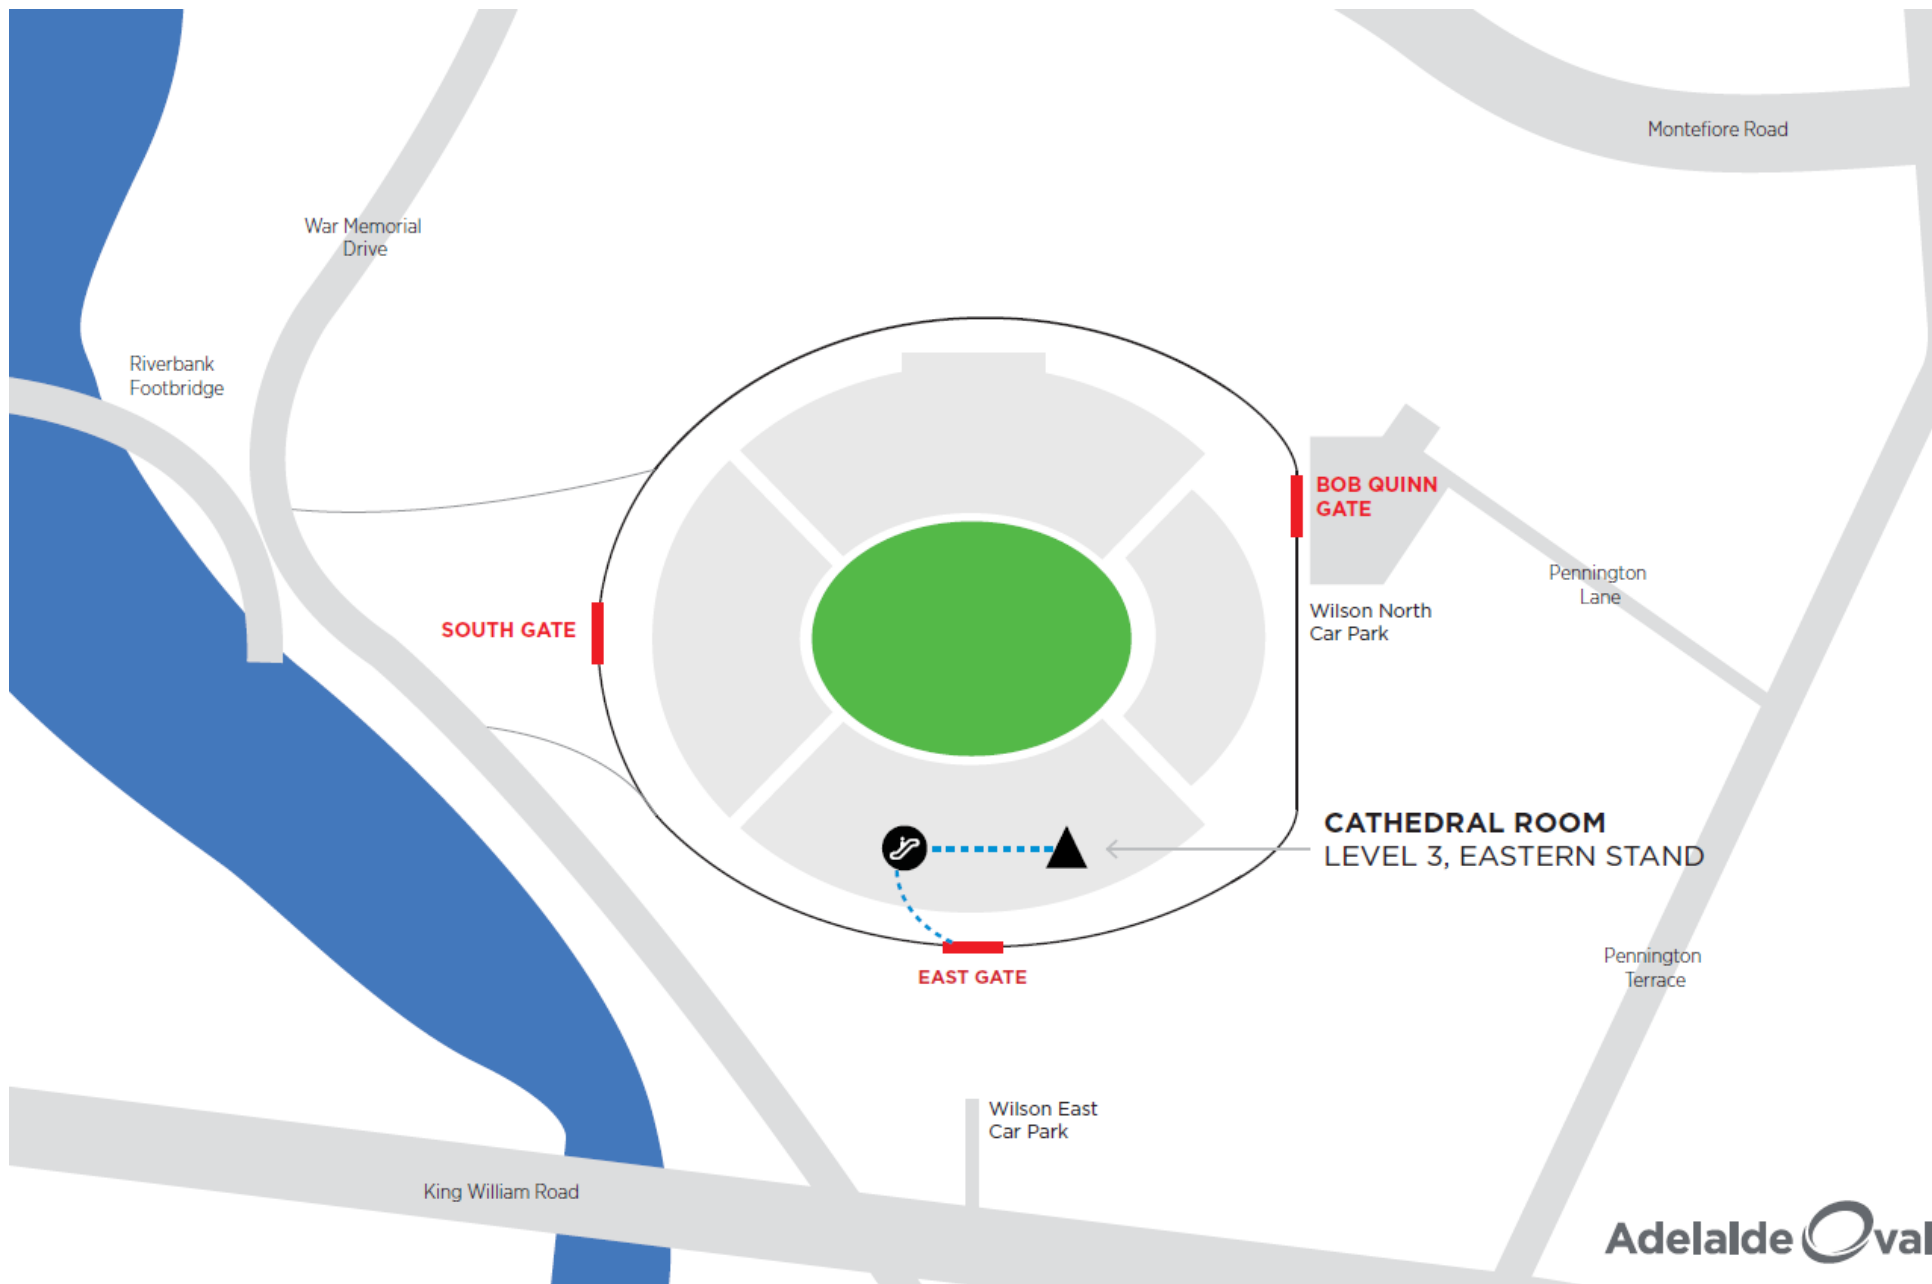 Montefiore Road
War Memorial
Drive
Riverbank
Footbridge
BOB QUINN
GATE
Pennington
Lane
Wilson North
Car Park
SOUTH GATE
CATHEDRAL ROOM
LEVEL 3, EASTERN STAND
EAST GATE
Pennington
Terrace
Wilson East
Car Park
King William Road
Adelalde Oval